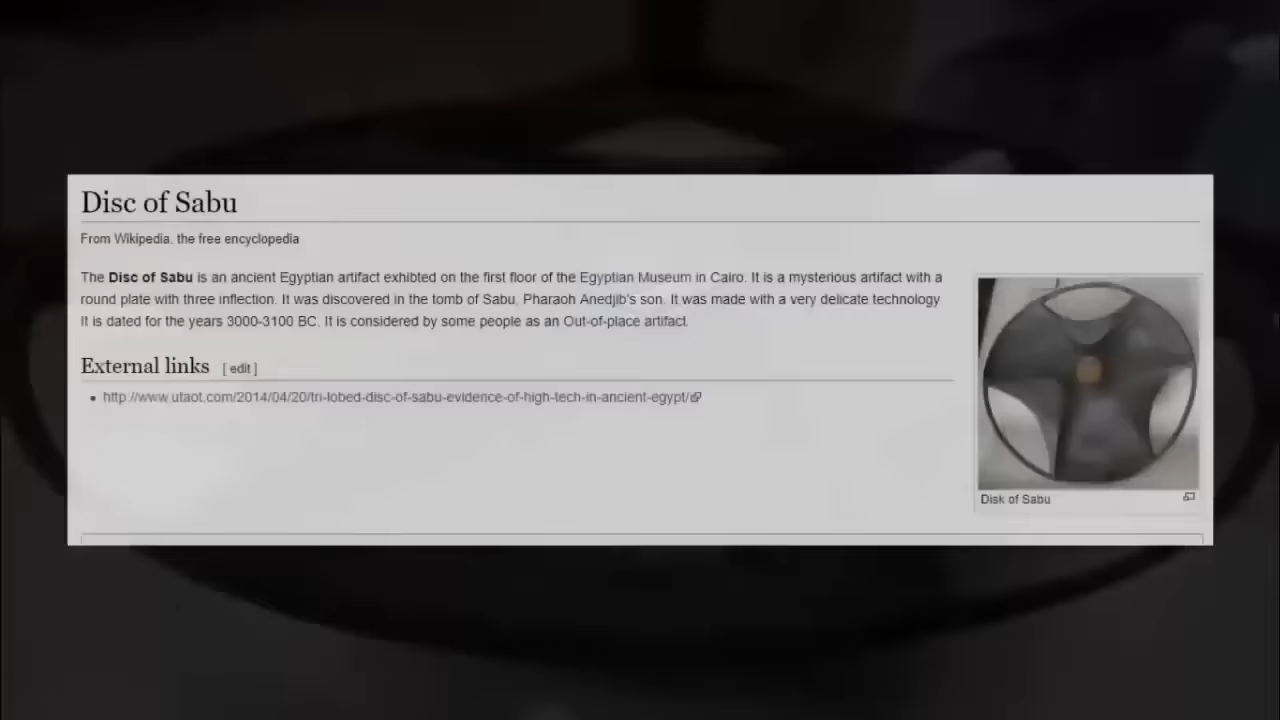 Disc of Sabu
From Wikipedia, the free encyclopedia
The Disc of Sabu is an ancient Egyptian artifact exhibted on the first floor of the Egyptian Museum in Cairo. It is a mysterious artifact with a
round plate with three inflection. It was discovered in the tomb of Sabu, Pharaoh Anedjib's son. It was made with a very delicate technology
It is dated for the years 3000-3100 BC. It is considered by some people as an Out-of-place artifact.
Disk of Sabu
External links [ edit ]
• http://www.utaot.com/2014/04/20/tri-lobed-disc-of-sabu-evidence-of-high-tech-in-ancient-egypt/